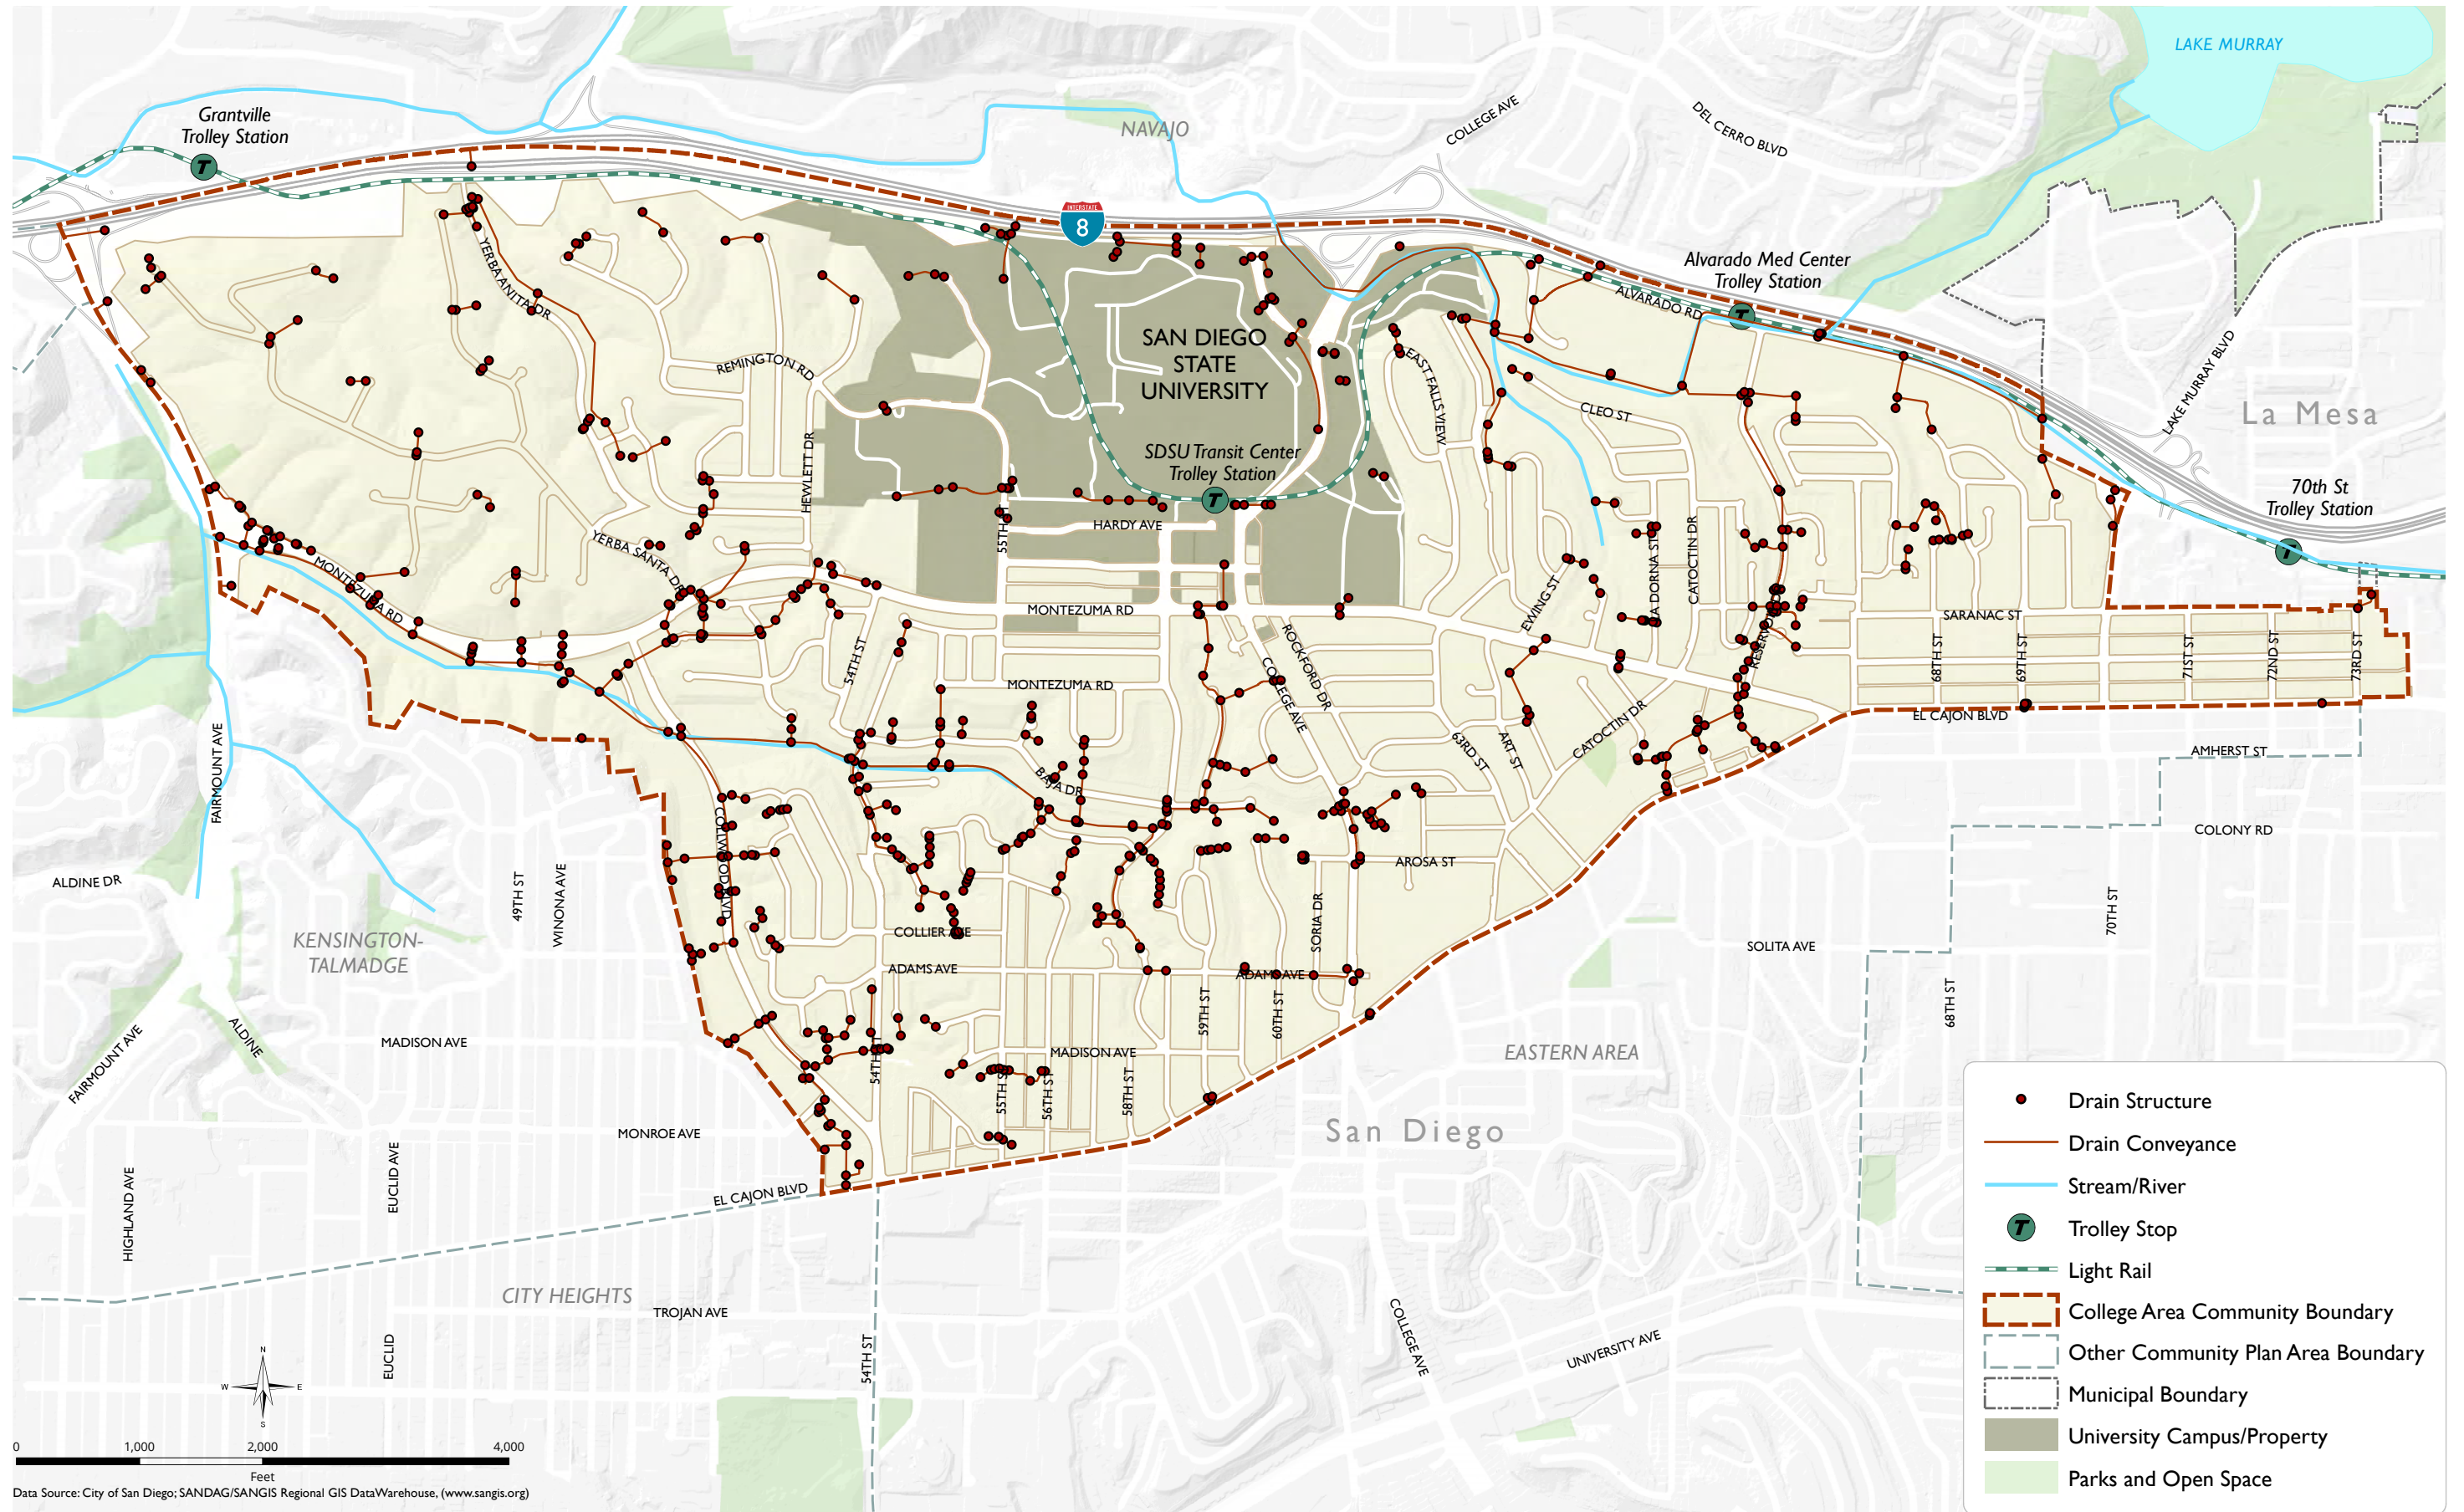 LAKE MURRAY
Grantville
Trolley Station
NAVAJO
COLLEGE AVE
DEL CERRO BLVD
INTERSTATE
8
Alvarado Med Center
Trolley Station
T
T
ALVARADO RD
YERBA ANITA DR
SAN DIEGO
STATE
UNIVERSITY
REMINGTON RD
EAST FALLS VIEW
CLEO ST
LAKE MURRAY BLVD
La Mesa
HEWLETT DR
SDSU Transit Center
Trolley Station
T
70th St
Trolley Station
T
55TH ST
HARDY AVE
YERBA SANTA DR
MONTEZUMA RD
MONTEZUMA RD
EWING ST
CATOCTIN DR
RESERVOIR DR
SARANAC ST
54TH ST
ROCKFORD DR
COLLEGE AVE
68TH ST
69TH ST
71ST ST
72ND ST
73RD ST
MONTEZUMA RD
CATOCTIN DR
EL CAJON BLVD
63RD ST
ART ST
AMHERST ST
FAIRMOUNT AVE
BAJA DR
COLLWOOD BLVD
COLONY RD
AROSA ST
ALDINE DR
49TH ST
WINONA AVE
70TH ST
SORIA DR
COLLIER AVE
KENSINGTON-
TALMADGE
SOLITA AVE
ADAMS AVE
ADAMS AVE
59TH ST
60TH ST
68TH ST
FAIRMOUNT AVE
ALDINE
MADISON AVE
MADISON AVE
EASTERN AREA
54TH ST
55TH ST
56TH ST
58TH ST
MONROE AVE
San Diego
HIGHLAND AVE
EUCLID AVE
EL CAJON BLVD
CITY HEIGHTS
TROJAN AVE
EUCLID
54TH ST
COLLEGE AVE
UNIVERSITY AVE
Drain Structure
Drain Conveyance
Stream/River
T
Trolley Stop
Light Rail
College Area Community Boundary
Other Community Plan Area Boundary
Municipal Boundary
University Campus/Property
Parks and Open Space
N
W
E
S
0 1,000 2,000 4,000
Feet
Data Source: City of San Diego; SANDAG/SANGIS Regional GIS DataWarehouse, (www.sangis.org)